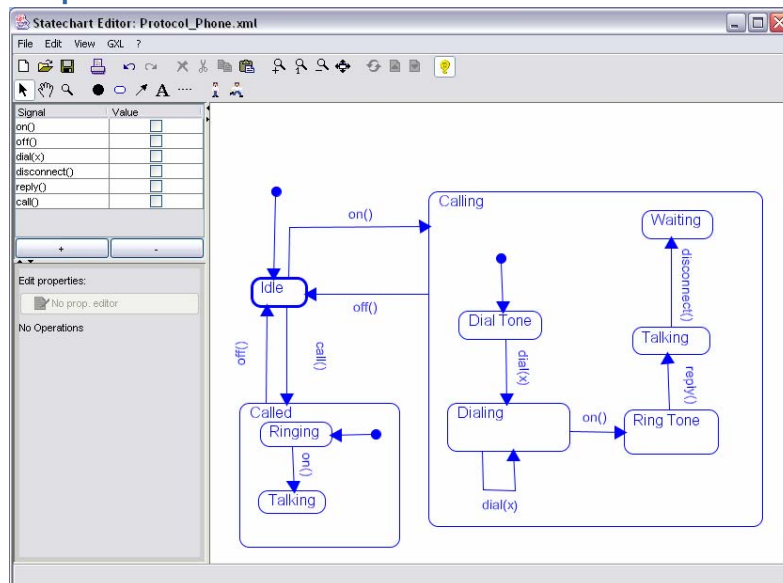 Statechart Editor: Protocol_Phone.xml
File Edit View GXL ?
Signal Value
on()
off()
dial(x)
disconnect()
reply()
call()
+ -
Edit properties:
No prop. editor
No Operations
Calling
Waiting
on()
disconnect()
Idle
off()
Dial Tone
Talking
off()
call()
dial(x)
reply()
Called
Ringing
on()
Talking
Dialing
on()
Ring Tone
dial(x)